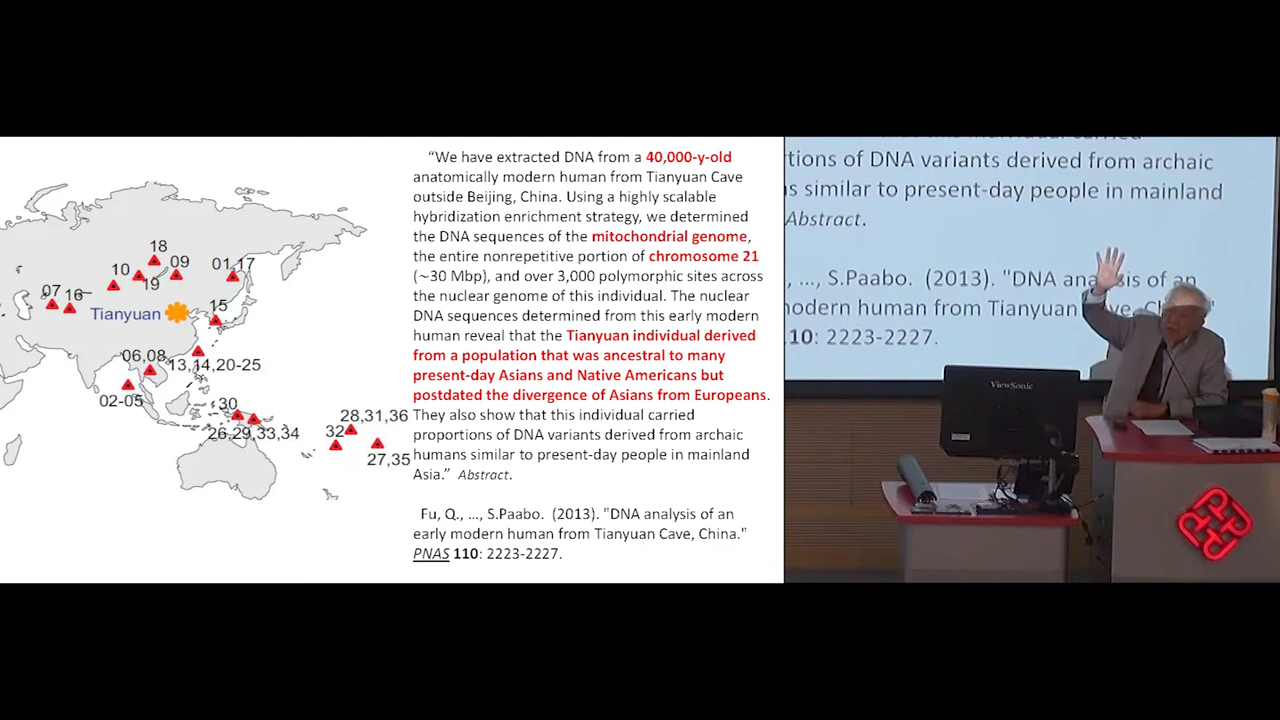 18
10
09
01,17
19
07
16
Tianyuan
15
06,08
13,14,20-25
02-05
30
28,31,36
26,29,33,34
32
27,35
“We have extracted DNA from a 40,000-y-old
anatomically modern human from Tianyuan Cave
outside Beijing, China. Using a highly scalable
hybridization enrichment strategy, we determined
the DNA sequences of the mitochondrial genome,
the entire nonrepetitive portion of chromosome 21
(~30 Mbp), and over 3,000 polymorphic sites across
the nuclear genome of this individual. The nuclear
DNA sequences determined from this early modern
human reveal that the Tianyuan individual derived
from a population that was ancestral to many
present-day Asians and Native Americans but
postdated the divergence of Asians from Europeans.
They also show that this individual carried
proportions of DNA variants derived from archaic
humans similar to present-day people in mainland
Asia.” Abstract.
Fu, Q., ..., S.Paabo. (2013). "DNA analysis of an
early modern human from Tianyuan Cave, China."
PNAS 110: 2223-2227.
rtions of DNA variants derived from archaic
s similar to present-day people in mainland
Abstract.
, ..., S.Paabo. (2013). "DNA analysis of an
odern human from Tianyuan Cave, Ch
10: 2223-2227.
ViewSonic